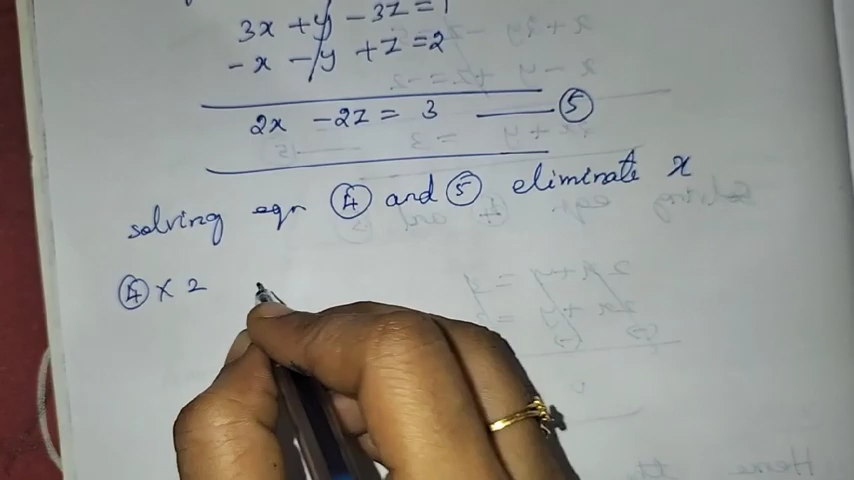 3x + y - 3z = 1
- x - y + z = 2
2x - 2z = 3 —— ⑤
solving eqn ④ and ⑤ eliminate x
④ × 2